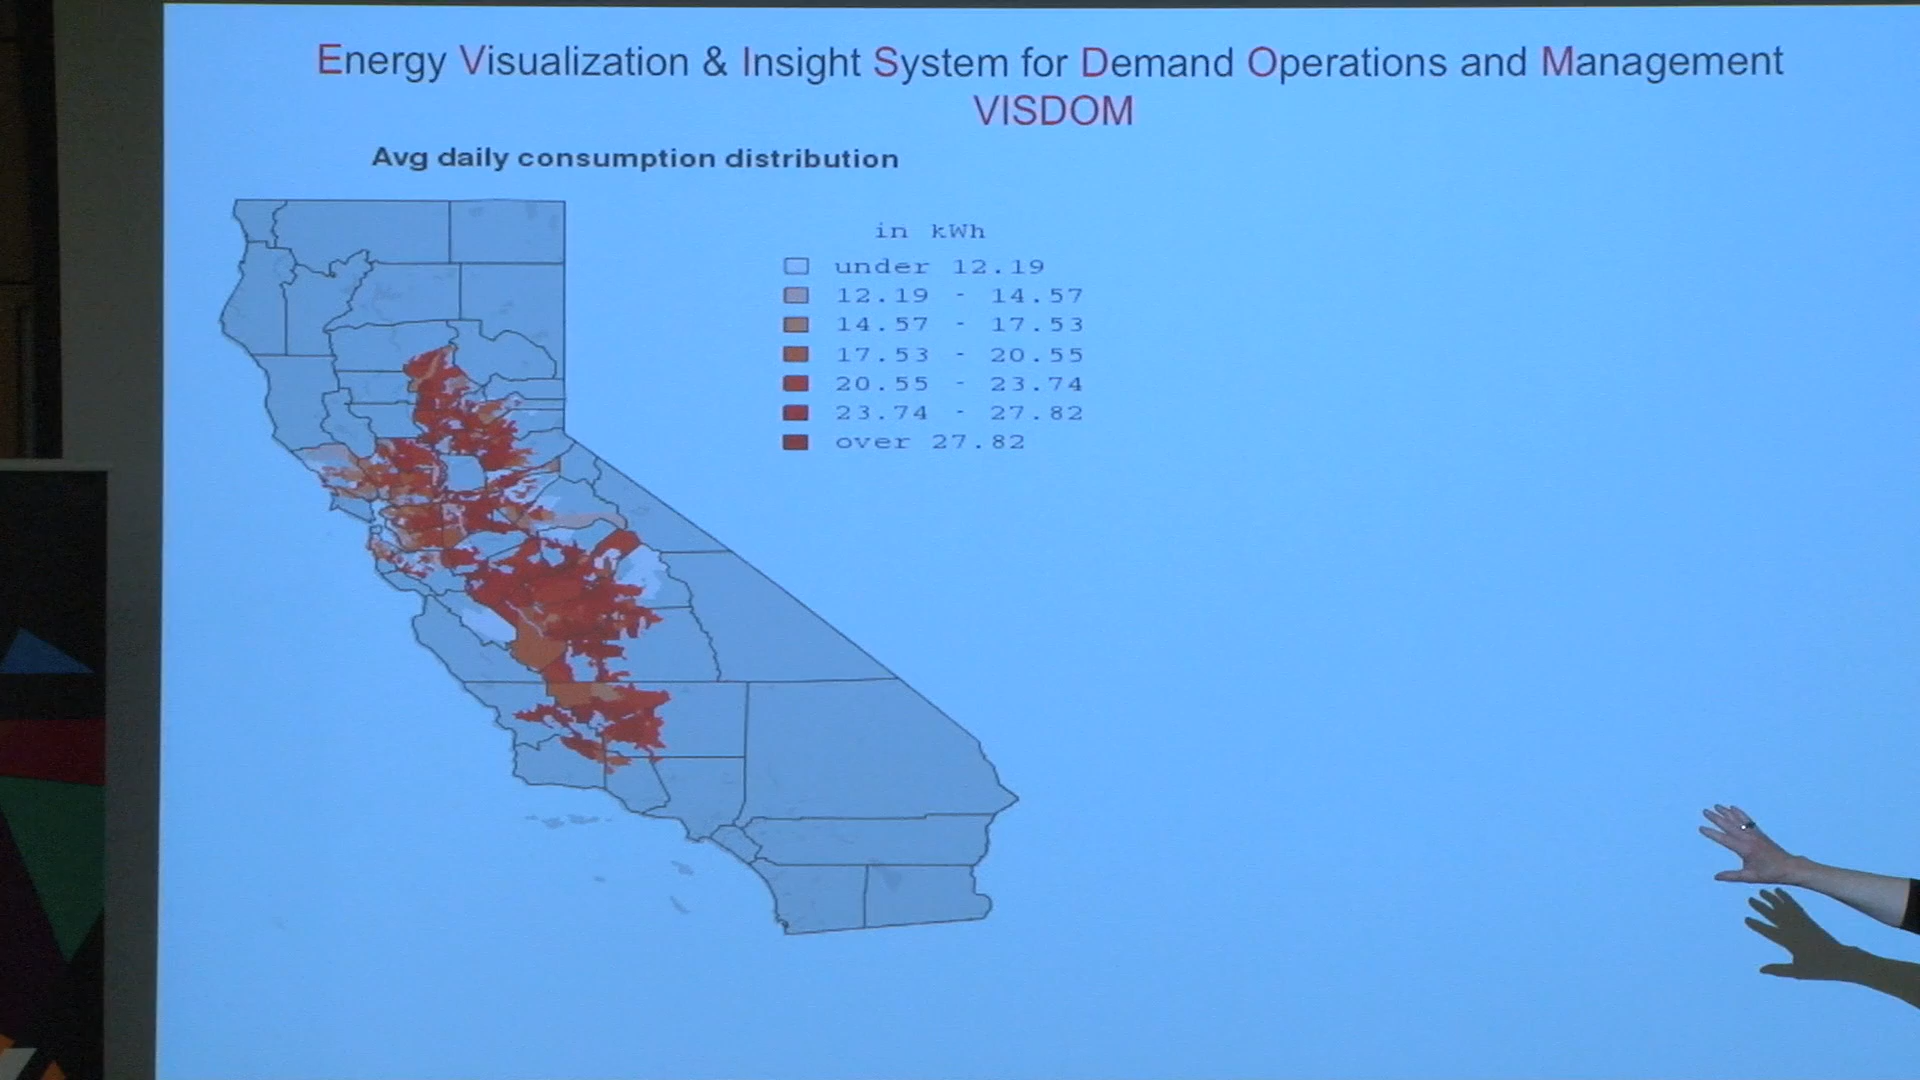 Energy Visualization & Insight System for Demand Operations and Management
VISDOM
Avg daily consumption distribution
in kWh
under 12.19
12.19 - 14.57
14.57 - 17.53
17.53 - 20.55
20.55 - 23.74
23.74 - 27.82
over 27.82